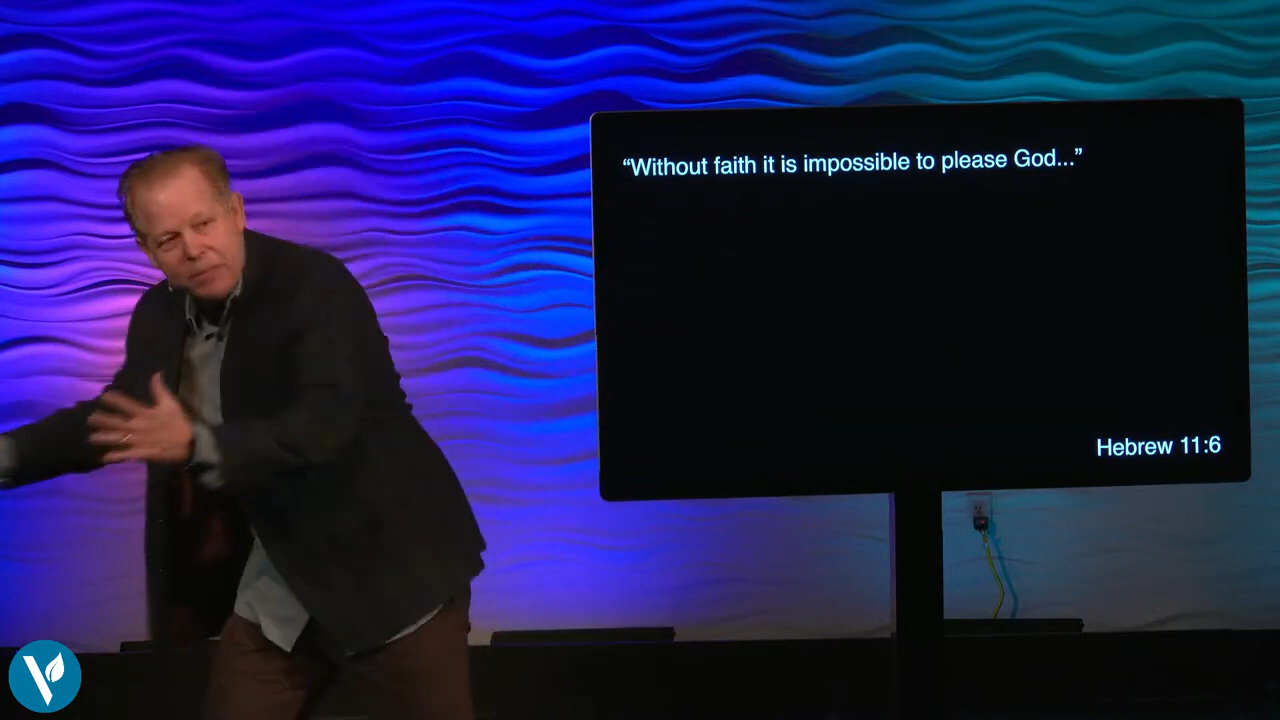 “Without faith it is impossible to please God...”
Hebrew 11:6